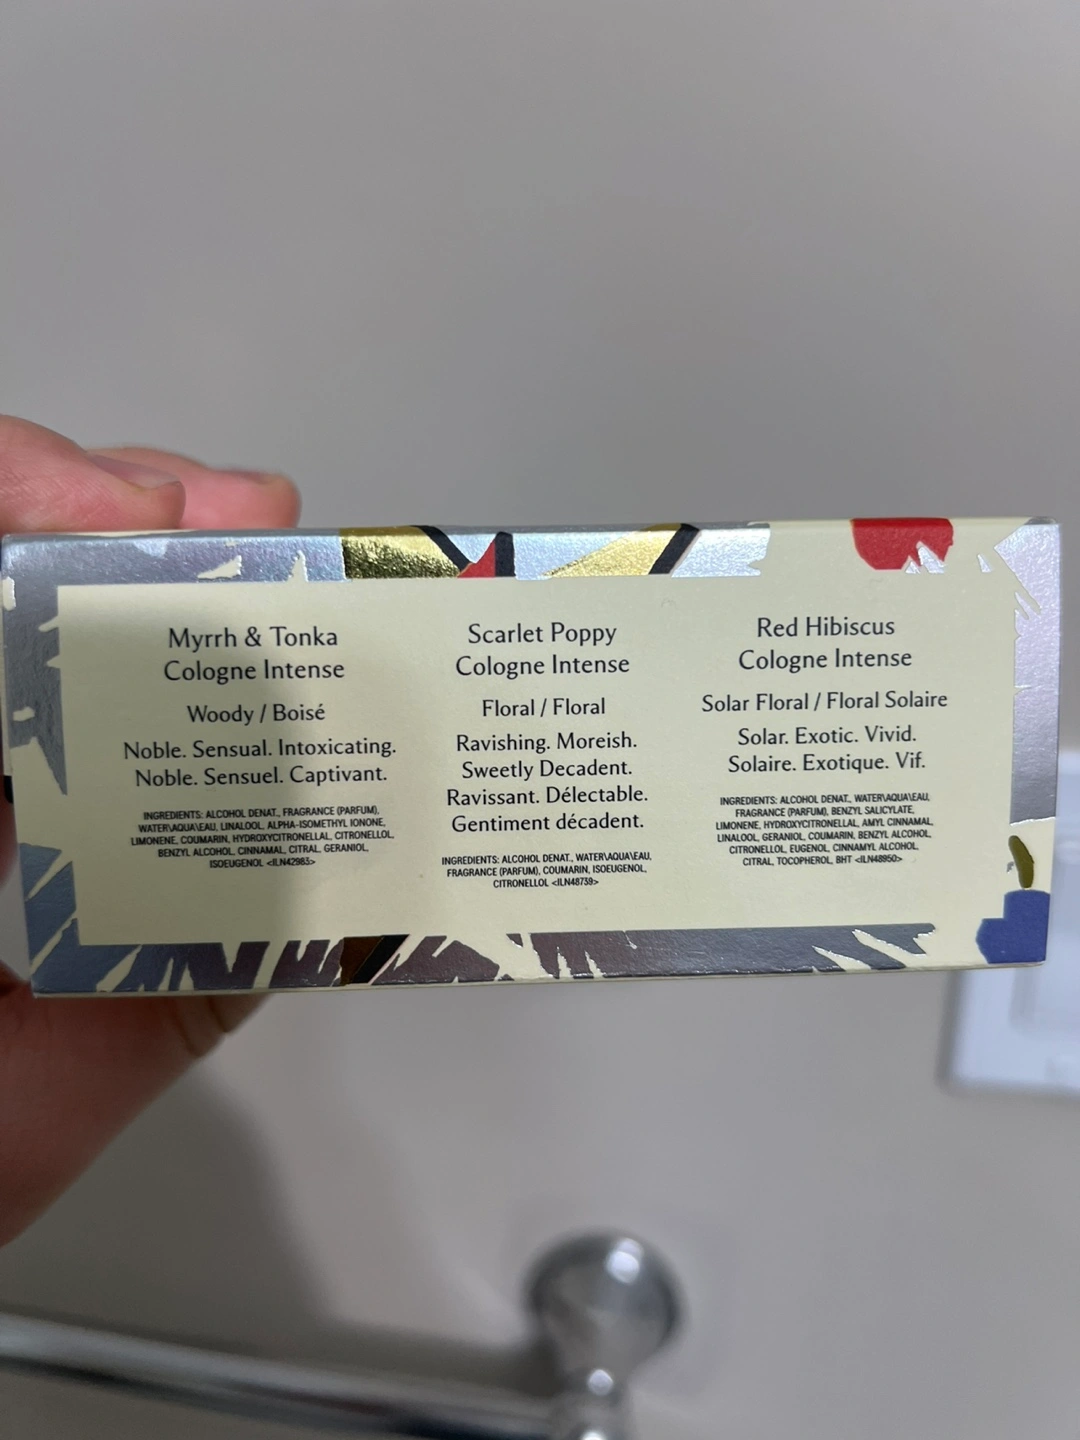 Myrrh & Tonka
Cologne Intense
Woody / Boisé
Noble. Sensual. Intoxicating.
Noble. Sensuel. Captivant.
INGREDIENTS: ALCOHOL DENAT., FRAGRANCE (PARFUM),
WATER\AQUA\EAU, LINALOOL, ALPHA-ISOMETHYL IONONE,
LIMONENE, COUMARIN, HYDROXYCITRONELLAL, CITRONELLOL,
BENZYL ALCOHOL, CINNAMAL, CITRAL, GERANIOL,
ISOEUGENOL <ILN42985>
Scarlet Poppy
Cologne Intense
Floral / Floral
Ravishing. Moreish.
Sweetly Decadent.
Ravissant. Délectable.
Gentiment décadent.
INGREDIENTS: ALCOHOL DENAT., WATER\AQUA\EAU,
FRAGRANCE (PARFUM), COUMARIN, ISOEUGENOL,
CITRONELLOL <ILN48739>
Red Hibiscus
Cologne Intense
Solar Floral / Floral Solaire
Solar. Exotic. Vivid.
Solaire. Exotique. Vif.
INGREDIENTS: ALCOHOL DENAT., WATER\AQUA\EAU,
FRAGRANCE (PARFUM), BENZYL SALICYLATE,
LIMONENE, HYDROXYCITRONELLAL, AMYL CINNAMAL,
LINALOOL, GERANIOL, COUMARIN, BENZYL ALCOHOL,
CITRONELLOL, EUGENOL, CINNAMYL ALCOHOL,
CITRAL, TOCOPHEROL, BHT <ILN48950>